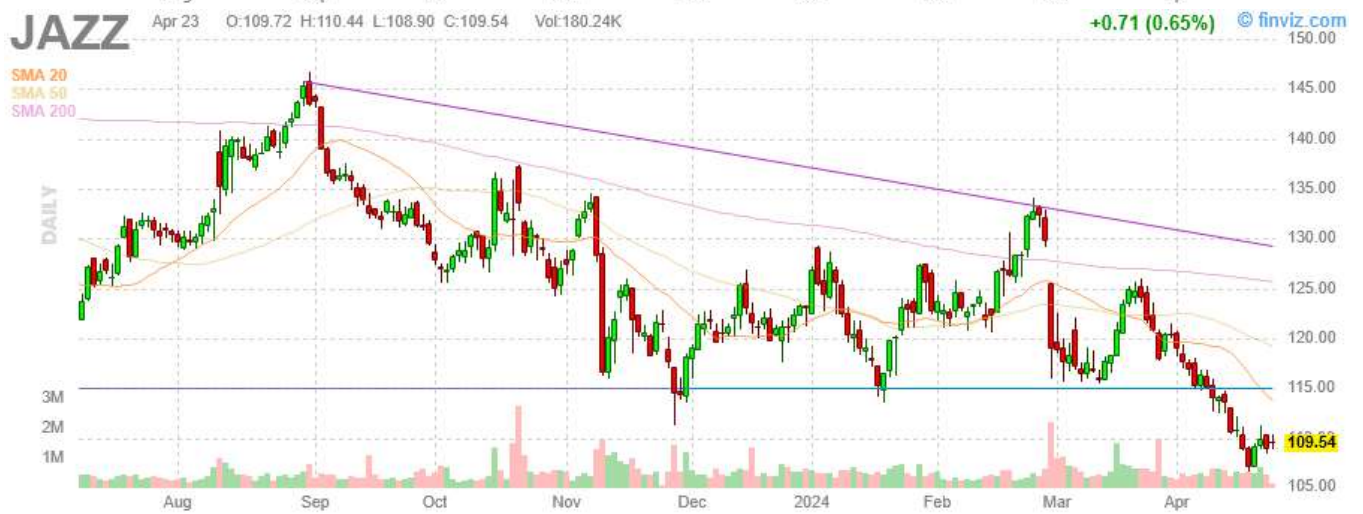 JAZZ Apr 23 O:109.72 H:110.44 L:108.90 C:109.54 Vol:180.24K +0.71 (0.65%) © finviz.com
150.00
SMA 20
SMA 50
SMA 200
145.00
140.00
135.00
DAILY
130.00
125.00
120.00
115.00
3M
2M
109.54
1M
105.00
Aug Sep Oct Nov Dec 2024 Feb Mar Apr